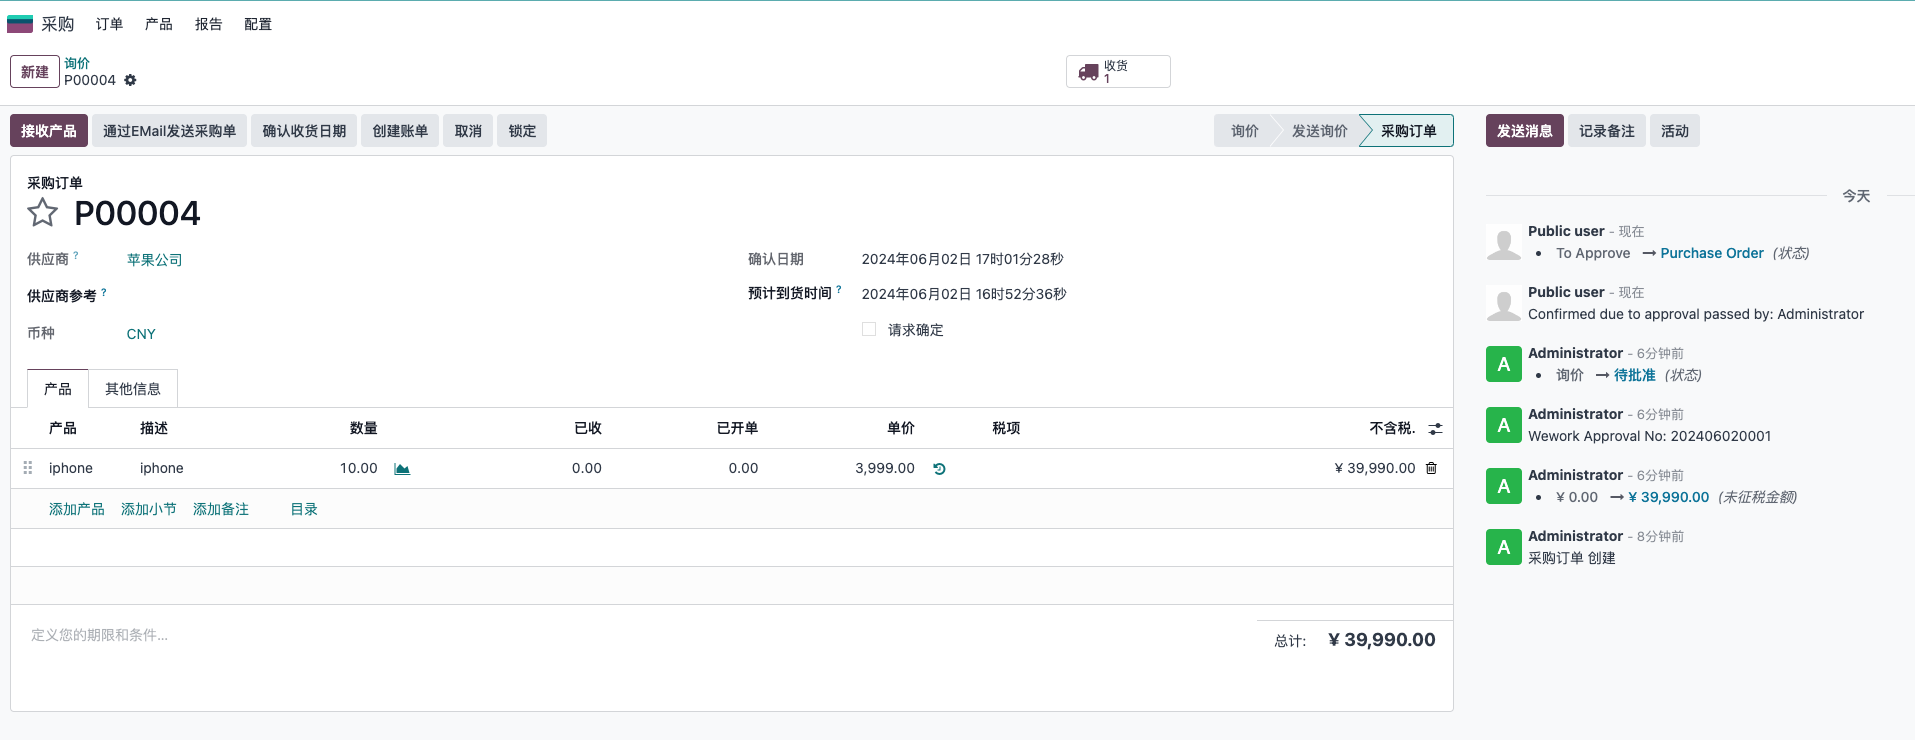 采购 订单 产品 报告 配置
新建
询价
P00004
收货
1
接收产品 通过EMail发送采购单 确认收货日期 创建账单 取消 锁定
询价 发送询价 采购订单
发送消息 记录备注 活动
采购订单
P00004
供应商 ? 苹果公司
供应商参考 ?
币种 CNY
确认日期 2024年06月02日 17时01分28秒
预计到货时间 ? 2024年06月02日 16时52分36秒
请求确定
产品 其他信息
产品 描述 数量 已收 已开单 单价 税项 不含税.
iphone iphone 10.00 0.00 0.00 3,999.00 ¥ 39,990.00
添加产品 添加小节 添加备注 目录
定义您的期限和条件...
总计: ¥ 39,990.00
今天
Public user - 现在
• To Approve → Purchase Order (状态)
Public user - 现在
Confirmed due to approval passed by: Administrator
A Administrator - 6分钟前
• 询价 → 待批准 (状态)
A Administrator - 6分钟前
Wework Approval No: 202406020001
A Administrator - 6分钟前
• ¥ 0.00 → ¥ 39,990.00 (未征税金额)
A Administrator - 8分钟前
采购订单 创建